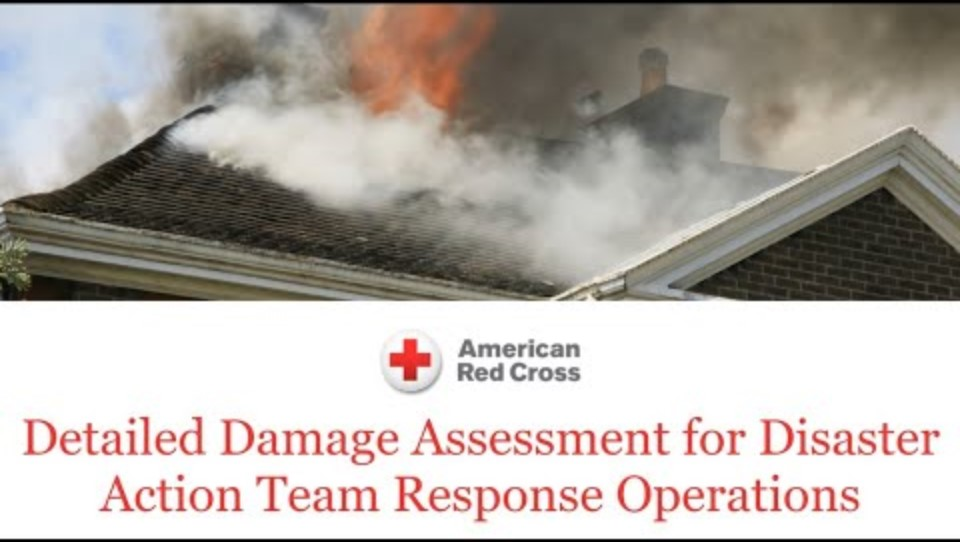 American
Red Cross
Detailed Damage Assessment for Disaster
Action Team Response Operations